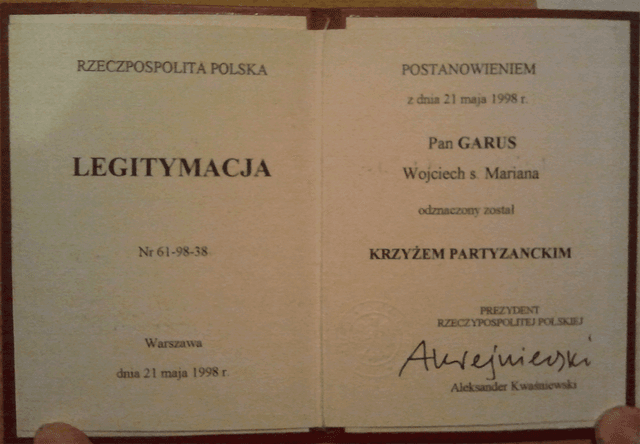 RZECZPOSPOLITA POLSKA
LEGITYMACJA
Nr 61-98-38
Warszawa
dnia 21 maja 1998 r.
POSTANOWIENIEM
z dnia 21 maja 1998 r.
Pan GARUS
Wojciech s. Mariana
odznaczony został
KRZYŻEM PARTYZANCKIM
PREZYDENT
RZECZYPOSPOLITEJ POLSKIEJ
Aleksander Kwaśniewski